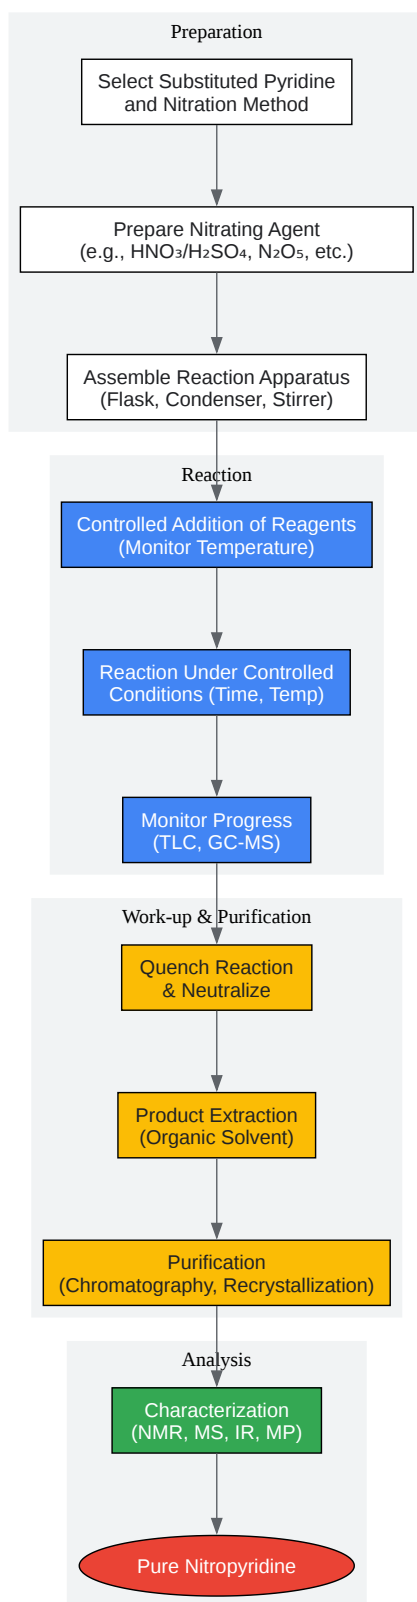 Preparation
Select Substituted Pyridine
and Nitration Method
Prepare Nitrating Agent
(e.g., HNO₃/H₂SO₄, N₂O₅, etc.)
Assemble Reaction Apparatus
(Flask, Condenser, Stirrer)
Reaction
Controlled Addition of Reagents
(Monitor Temperature)
Reaction Under Controlled
Conditions (Time, Temp)
Monitor Progress
(TLC, GC-MS)
Work-up & Purification
Quench Reaction
& Neutralize
Product Extraction
(Organic Solvent)
Purification
(Chromatography, Recrystallization)
Analysis
Characterization
(NMR, MS, IR, MP)
Pure Nitropyridine